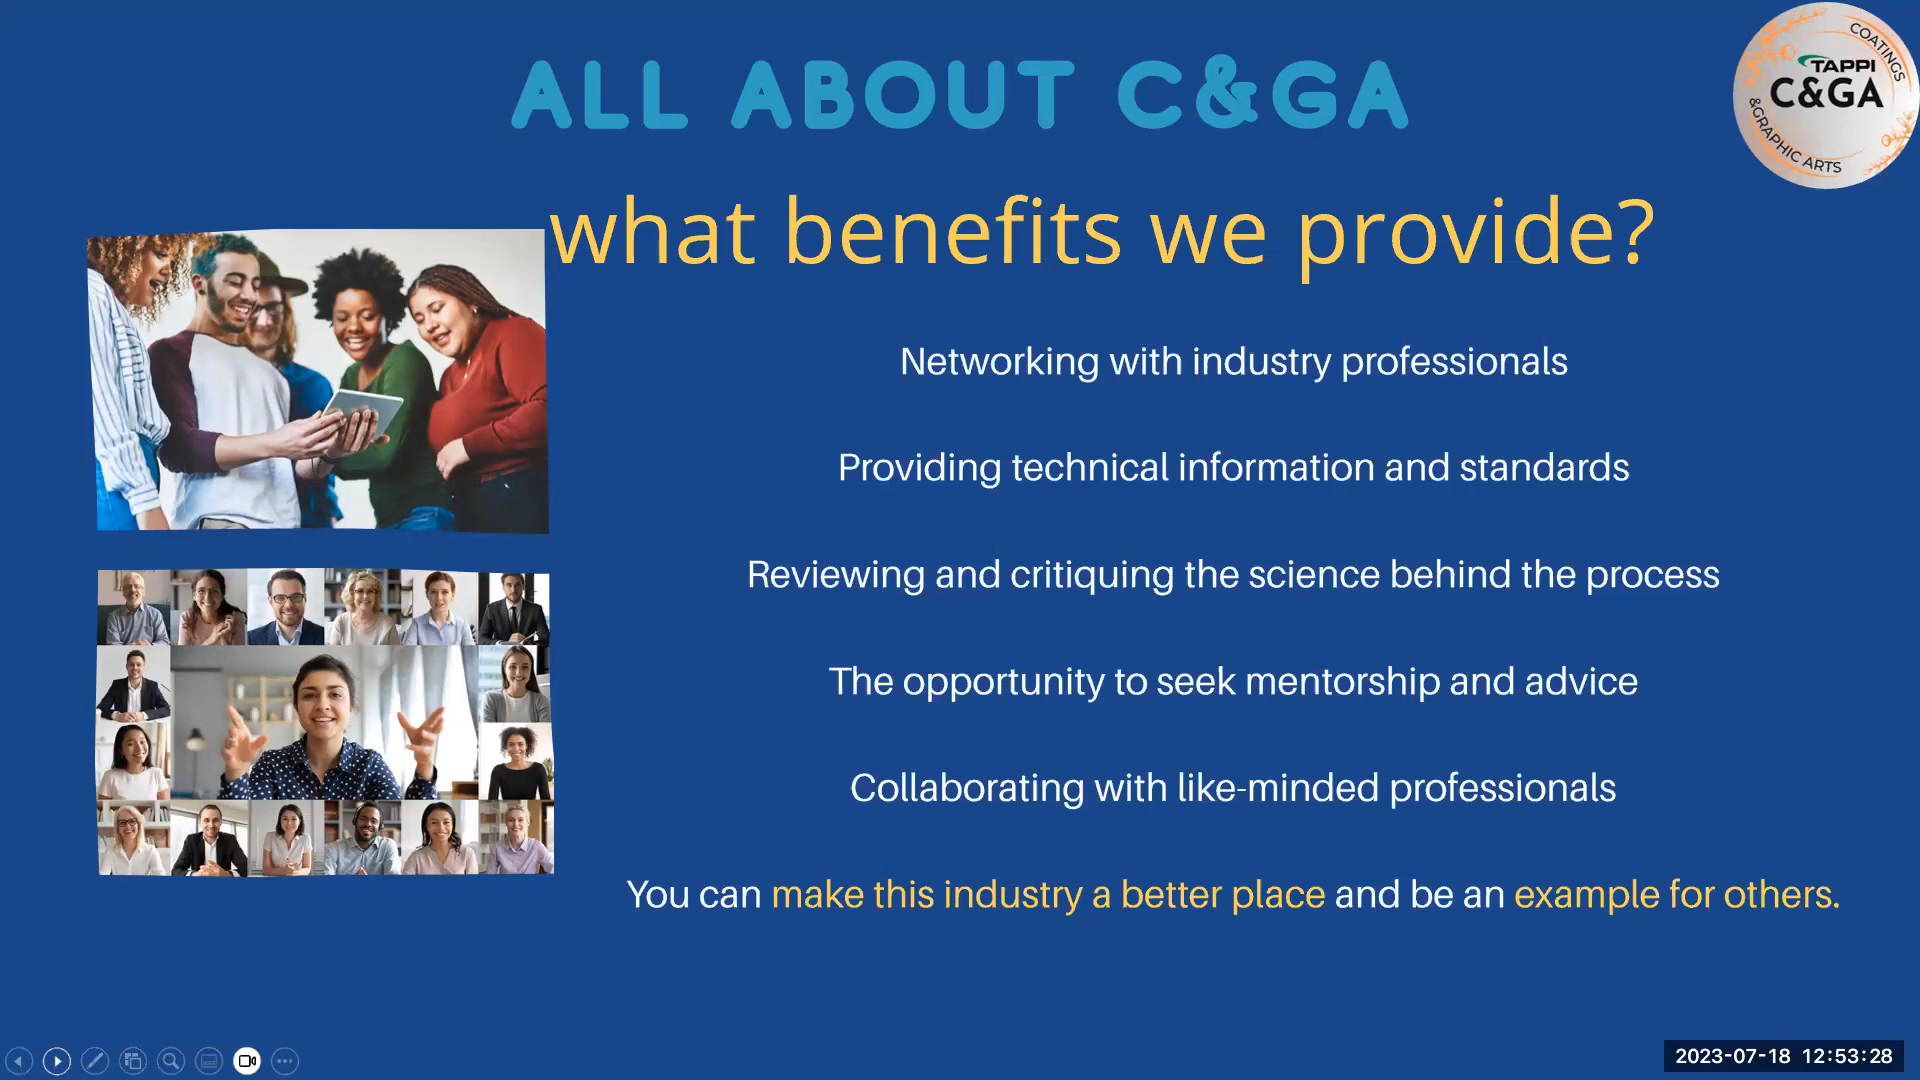 ALL ABOUT C&GA
COATINGS
TAPPI
C&GA
&GRAPHIC ARTS
what benefits we provide?
Networking with industry professionals
Providing technical information and standards
Reviewing and critiquing the science behind the process
The opportunity to seek mentorship and advice
Collaborating with like-minded professionals
You can make this industry a better place and be an example for others.
2023-07-18 12:53:28